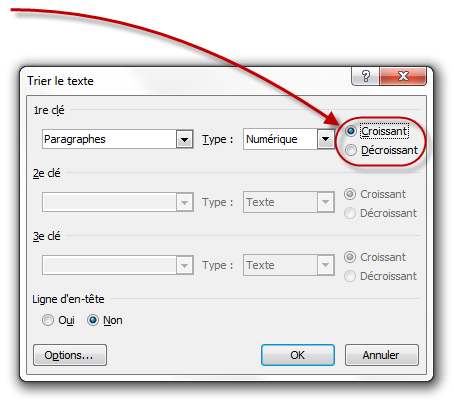 Trier le texte
1re clé
Paragraphes Type : Numérique Croissant
Décroissant
2e clé
Type : Texte Croissant
Décroissant
3e clé
Type : Texte Croissant
Décroissant
Ligne d'en-tête
Oui Non
Options... OK Annuler